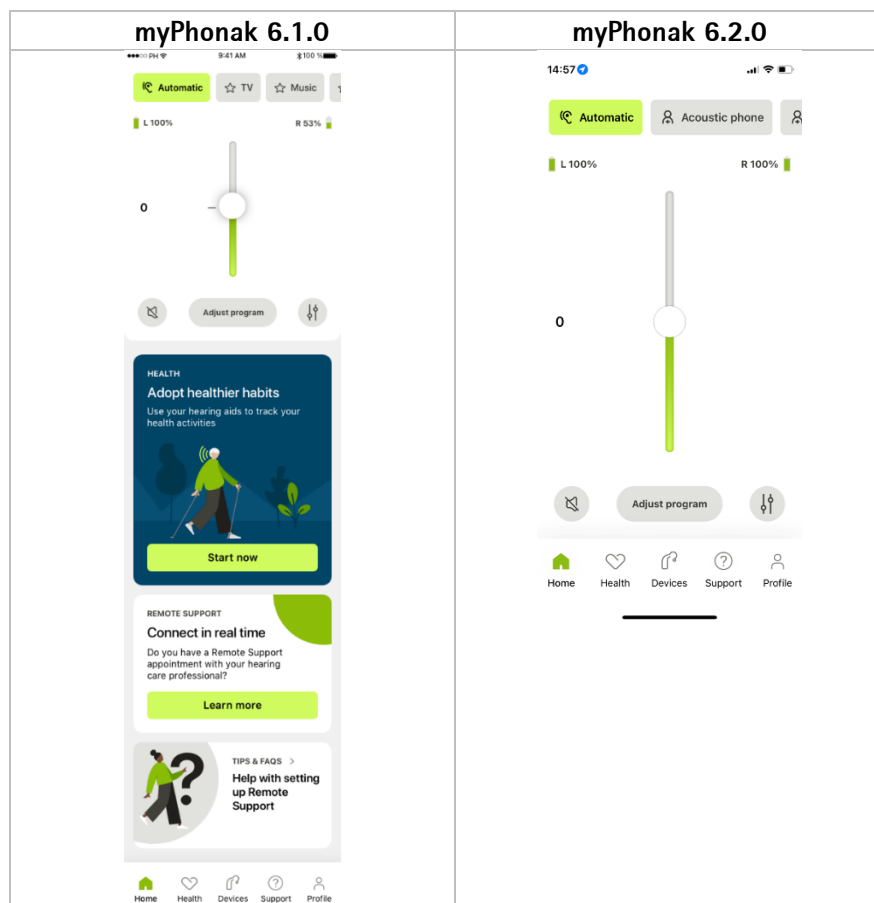 myPhonak 6.1.0
PH
9:41 AM
100 %
Automatic
TV
Music
L 100%
R 53%
0
Adjust program
HEALTH
Adopt healthier habits
Use your hearing aids to track your
health activities
Start now
REMOTE SUPPORT
Connect in real time
Do you have a Remote Support
appointment with your hearing
care professional?
Learn more
TIPS & FAQS >
Help with setting
up Remote
Support
Home Health Devices Support Profile
myPhonak 6.2.0
14:57
Automatic
Acoustic phone
L 100%
R 100%
0
Adjust program
Home Health Devices Support Profile